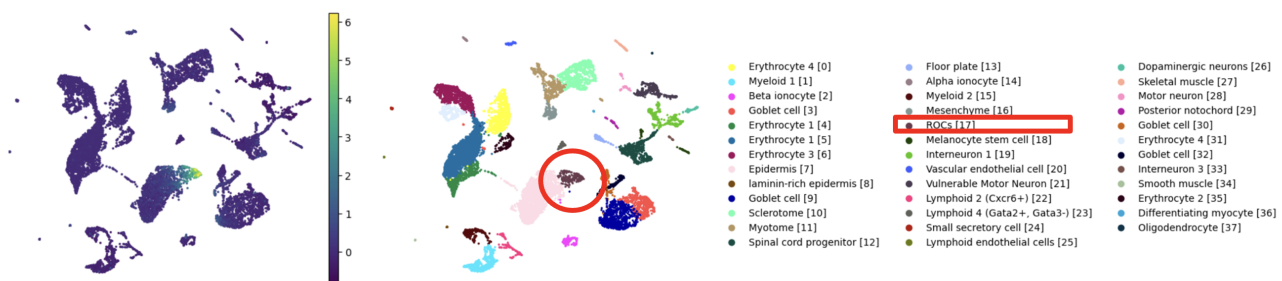 6
5
4
3
2
1
0
Erythrocyte 4 [0]
Myeloid 1 [1]
Beta ionocyte [2]
Goblet cell [3]
Erythrocyte 1 [4]
Erythrocyte 1 [5]
Erythrocyte 3 [6]
Epidermis [7]
laminin-rich epidermis [8]
Goblet cell [9]
Sclerotome [10]
Myotome [11]
Spinal cord progenitor [12]
Floor plate [13]
Alpha ionocyte [14]
Myeloid 2 [15]
Mesenchyme [16]
ROCs [17]
Melanocyte stem cell [18]
Interneuron 1 [19]
Vascular endothelial cell [20]
Vulnerable Motor Neuron [21]
Lymphoid 2 (Cxcr6+) [22]
Lymphoid 4 (Gata2+, Gata3-) [23]
Small secretory cell [24]
Lymphoid endothelial cells [25]
Dopaminergic neurons [26]
Skeletal muscle [27]
Motor neuron [28]
Posterior notochord [29]
Goblet cell [30]
Erythrocyte 4 [31]
Goblet cell [32]
Interneuron 3 [33]
Smooth muscle [34]
Erythrocyte 2 [35]
Differentiating myocyte [36]
Oligodendrocyte [37]